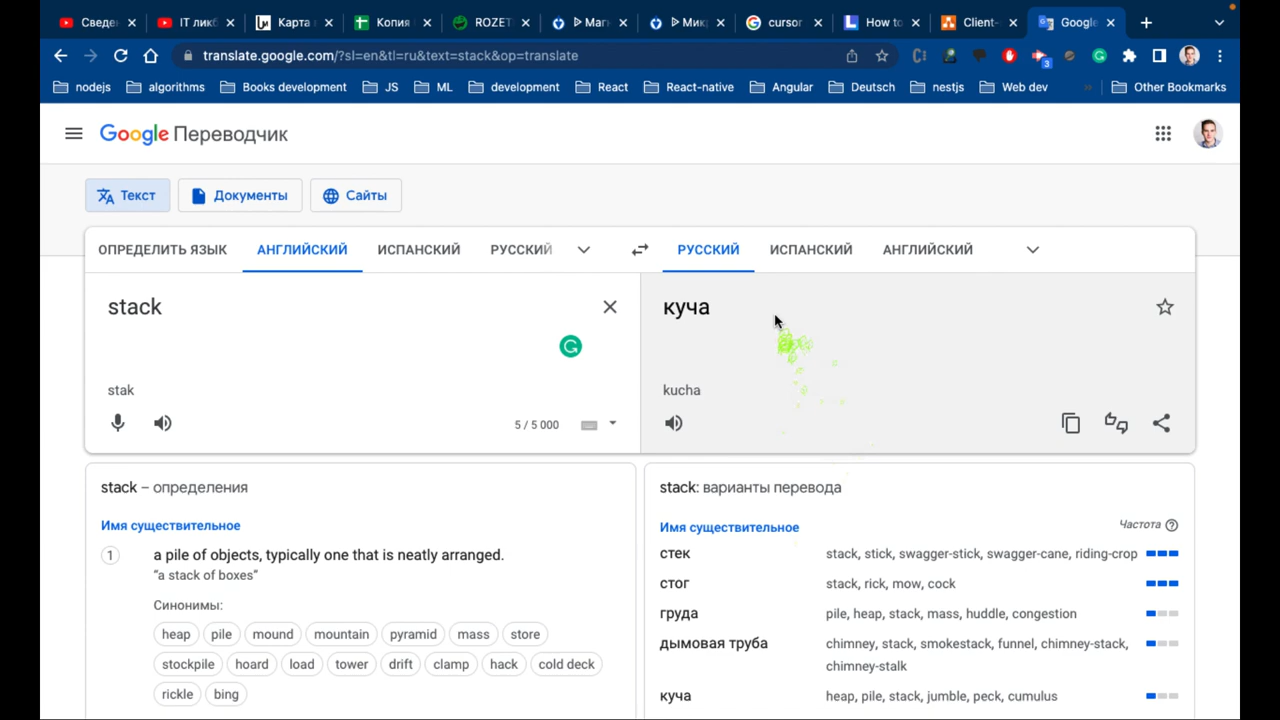 Сведе
IT ликб
Карта
Копия
ROZET
Маг
Мик
cursor
How to
Client-
Google
translate.google.com/?sl=en&tl=ru&text=stack&op=translate
3
nodejs
algorithms
Books development
JS
ML
development
React
React-native
Angular
Deutsch
nestjs
Web dev
»
Other Bookmarks
Google Переводчик
Текст
Документы
Сайты
ОПРЕДЕЛИТЬ ЯЗЫК
АНГЛИЙСКИЙ
ИСПАНСКИЙ
РУССКИЙ
РУССКИЙ
ИСПАНСКИЙ
АНГЛИЙСКИЙ
stack
куча
stak
kucha
5 / 5 000
stack – определения
Имя существительное
1
a pile of objects, typically one that is neatly arranged.
"a stack of boxes"
Синонимы:
heap
pile
mound
mountain
pyramid
mass
store
stockpile
hoard
load
tower
drift
clamp
hack
cold deck
rickle
bing
stack: варианты перевода
Имя существительное
Частота
стек
stack, stick, swagger-stick, swagger-cane, riding-crop
стог
stack, rick, mow, cock
груда
pile, heap, stack, mass, huddle, congestion
дымовая труба
chimney, stack, smokestack, funnel, chimney-stack,
chimney-stalk
куча
heap, pile, stack, jumble, peck, cumulus